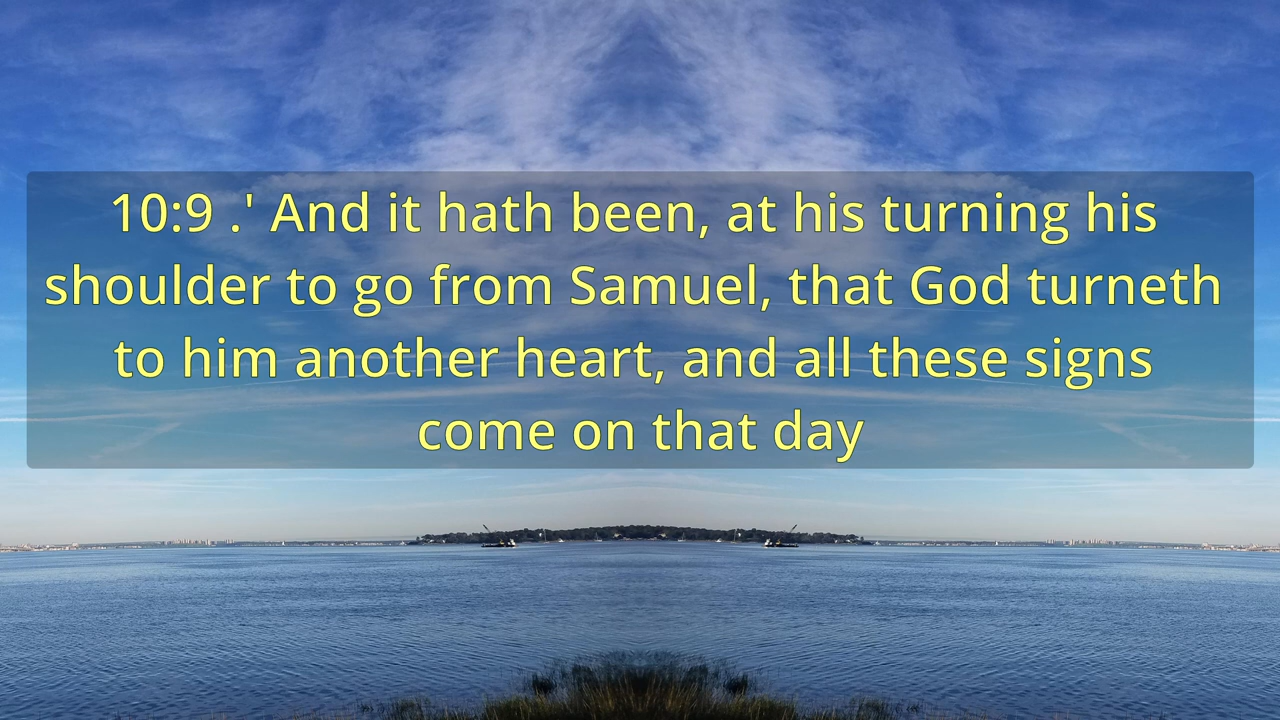 10:9 .' And it hath been, at his turning his
shoulder to go from Samuel, that God turneth
to him another heart, and all these signs
come on that day